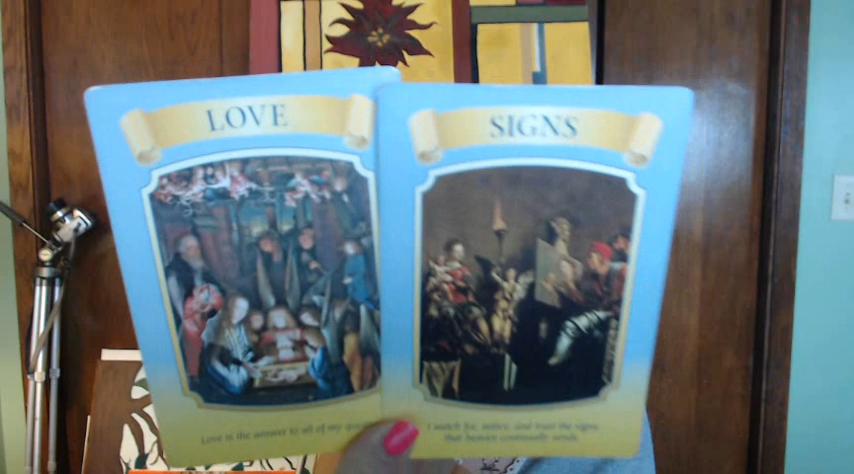 LOVE
Love is the answer to all of my
SIGNS
I watch for, notice, and trust the signs
that heaven continually sends.